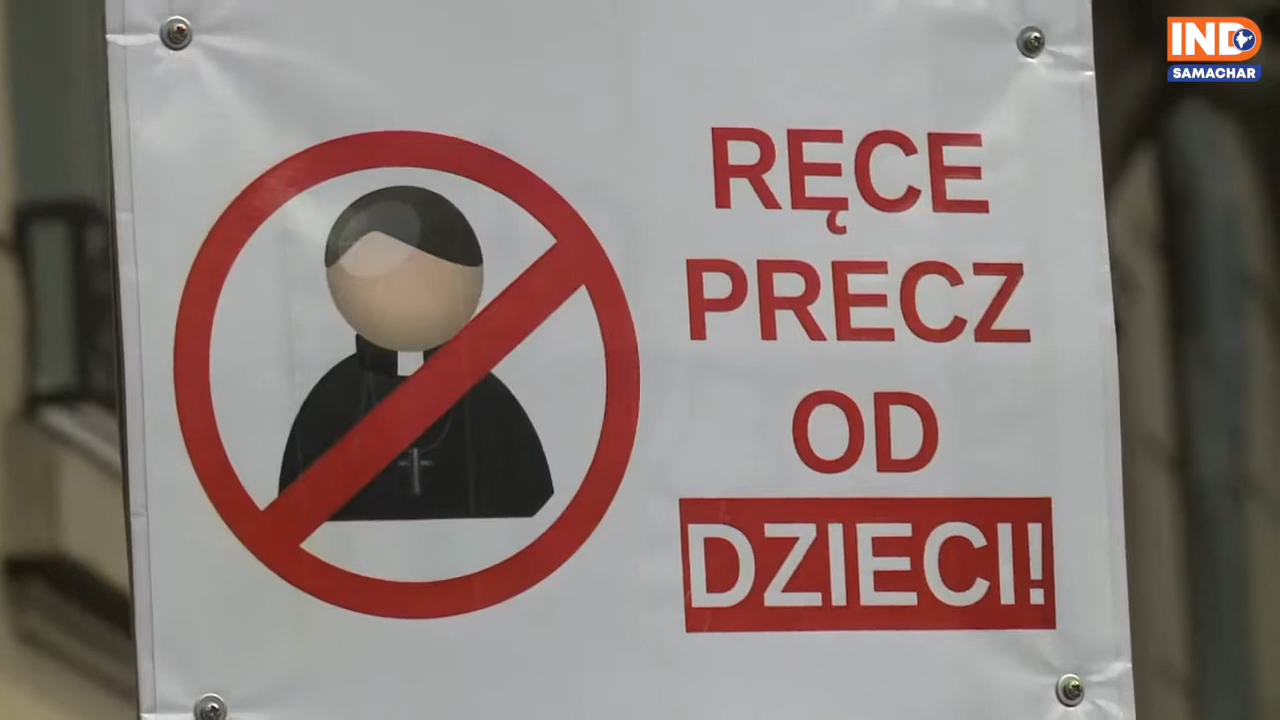 RĘCE
PRECZ
OD
DZIECI!
IND
SAMACHAR